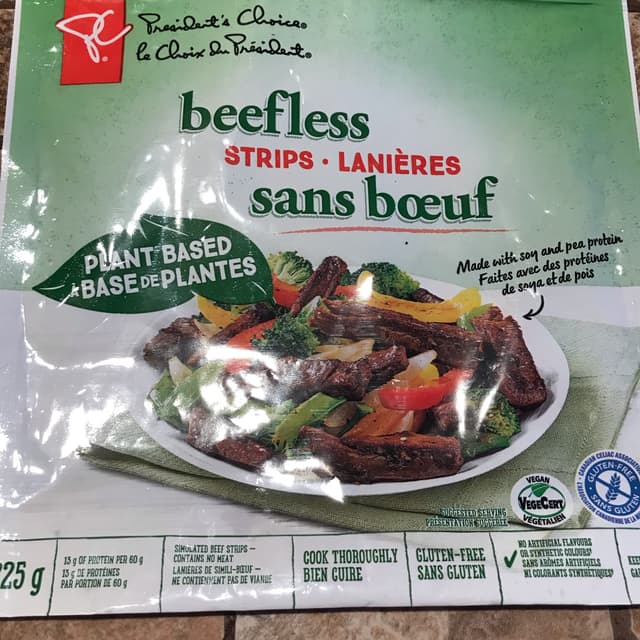 PC
President's Choice®
le Choix du Président®
beefless
STRIPS • LANIÈRES
sans bœuf
PLANT BASED
À BASE DE PLANTES
Made with soy and pea protein
Faites avec des protéines
de soya et de pois
VEGAN
VEGECERT
VÉGÉTALIEN
GLUTEN-FREE
SUGGESTED SERVING
PRÉSENTATION SUGGÉRÉE
225 g
15 g OF PROTEIN PER 60 g
15 g DE PROTÉINES
PAR PORTION DE 60 g
SIMULATED BEEF STRIPS –
CONTAINS NO MEAT
LANIÈRES DE SIMILI-BŒUF –
NE CONTIENNENT PAS DE VIANDE
COOK THOROUGHLY
BIEN CUIRE
GLUTEN-FREE
SANS GLUTEN
NO ARTIFICIAL FLAVOURS
OR SYNTHETIC COLOURS
SANS ARÔMES ARTIFICIELS
NI COLORANTS SYNTHÉTIQUES